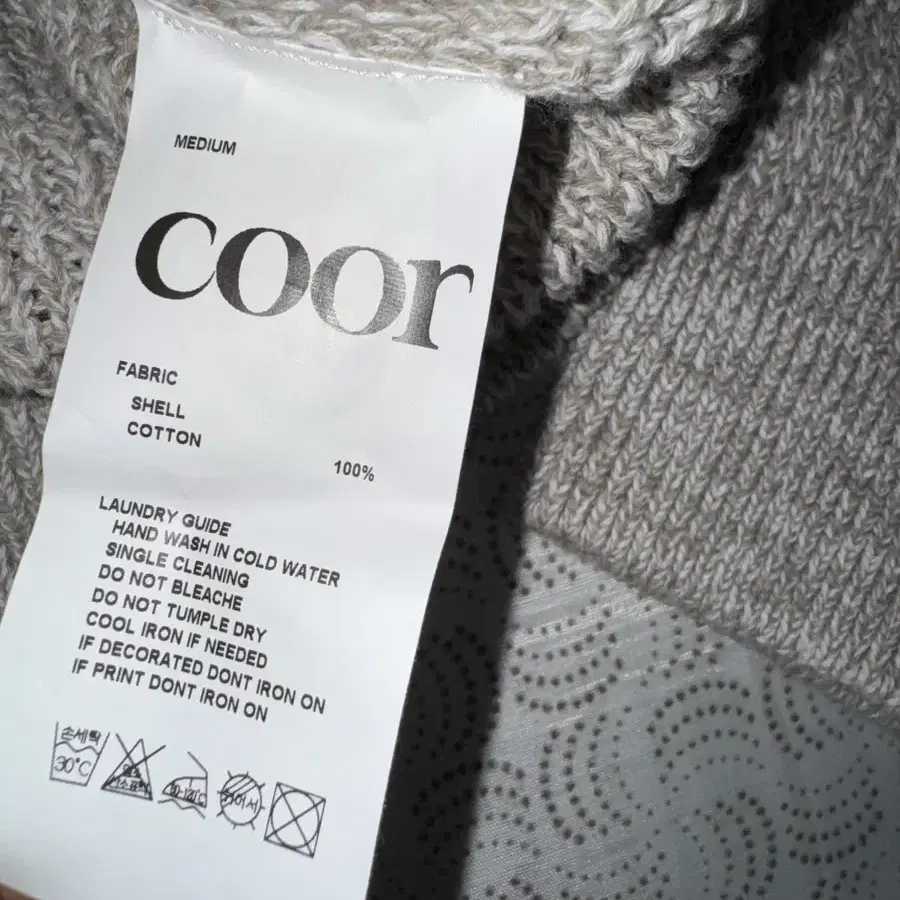 MEDIUM
coor
FABRIC
SHELL
COTTON
100%
LAUNDRY GUIDE
HAND WASH IN COLD WATER
SINGLE CLEANING
DO NOT BLEACHE
DO NOT TUMPLE DRY
COOL IRON IF NEEDED
IF DECORATED DONT IRON ON
IF PRINT DONT IRON ON
손세탁
30°C